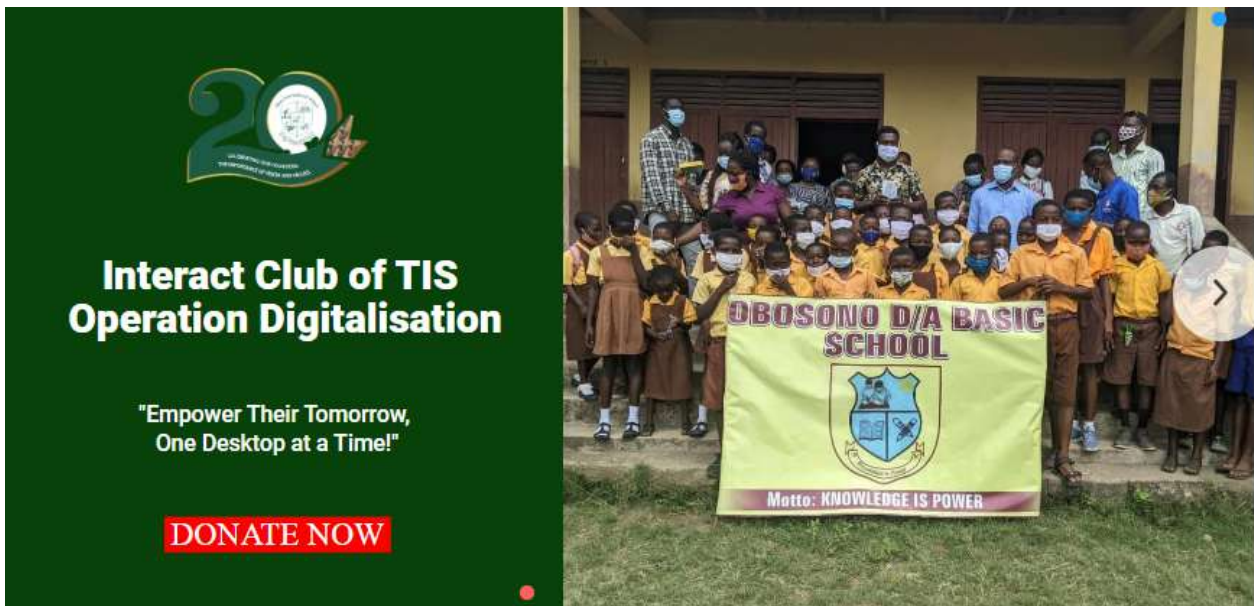 20
Interact Club of TIS
Operation Digitalisation
"Empower Their Tomorrow,
One Desktop at a Time!"
DONATE NOW
OBOSONO D/A BASIC
SCHOOL
Motto: KNOWLEDGE IS POWER